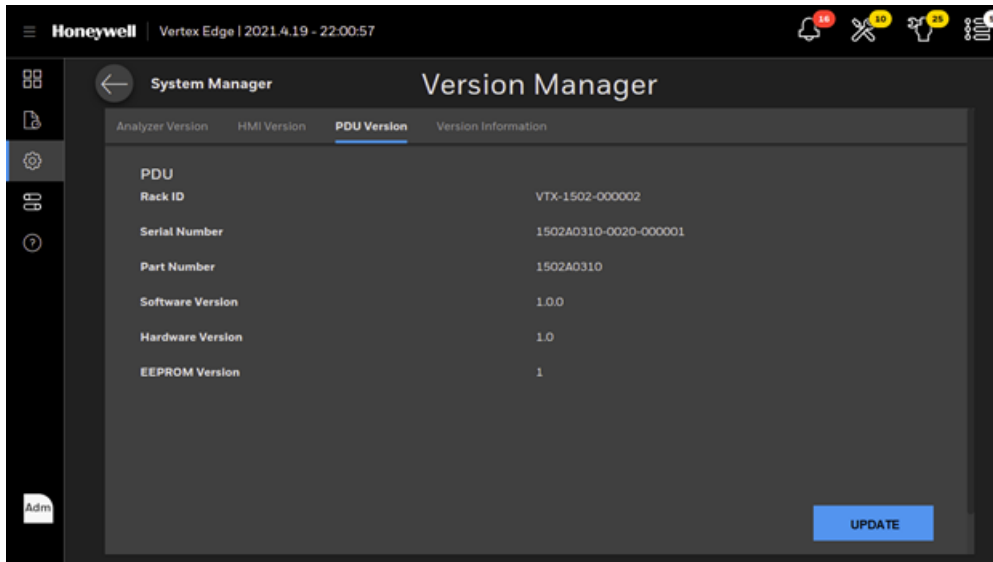 Honeywell Vertex Edge | 2021.4.19 - 22:00:57 16 10 25
System Manager Version Manager
Analyzer Version HMI Version PDU Version Version Information
PDU
Rack ID VTX-1502-000002
Serial Number 1502A0310-0020-000001
Part Number 1502A0310
Software Version 1.0.0
Hardware Version 1.0
EEPROM Version 1
Adm
UPDATE